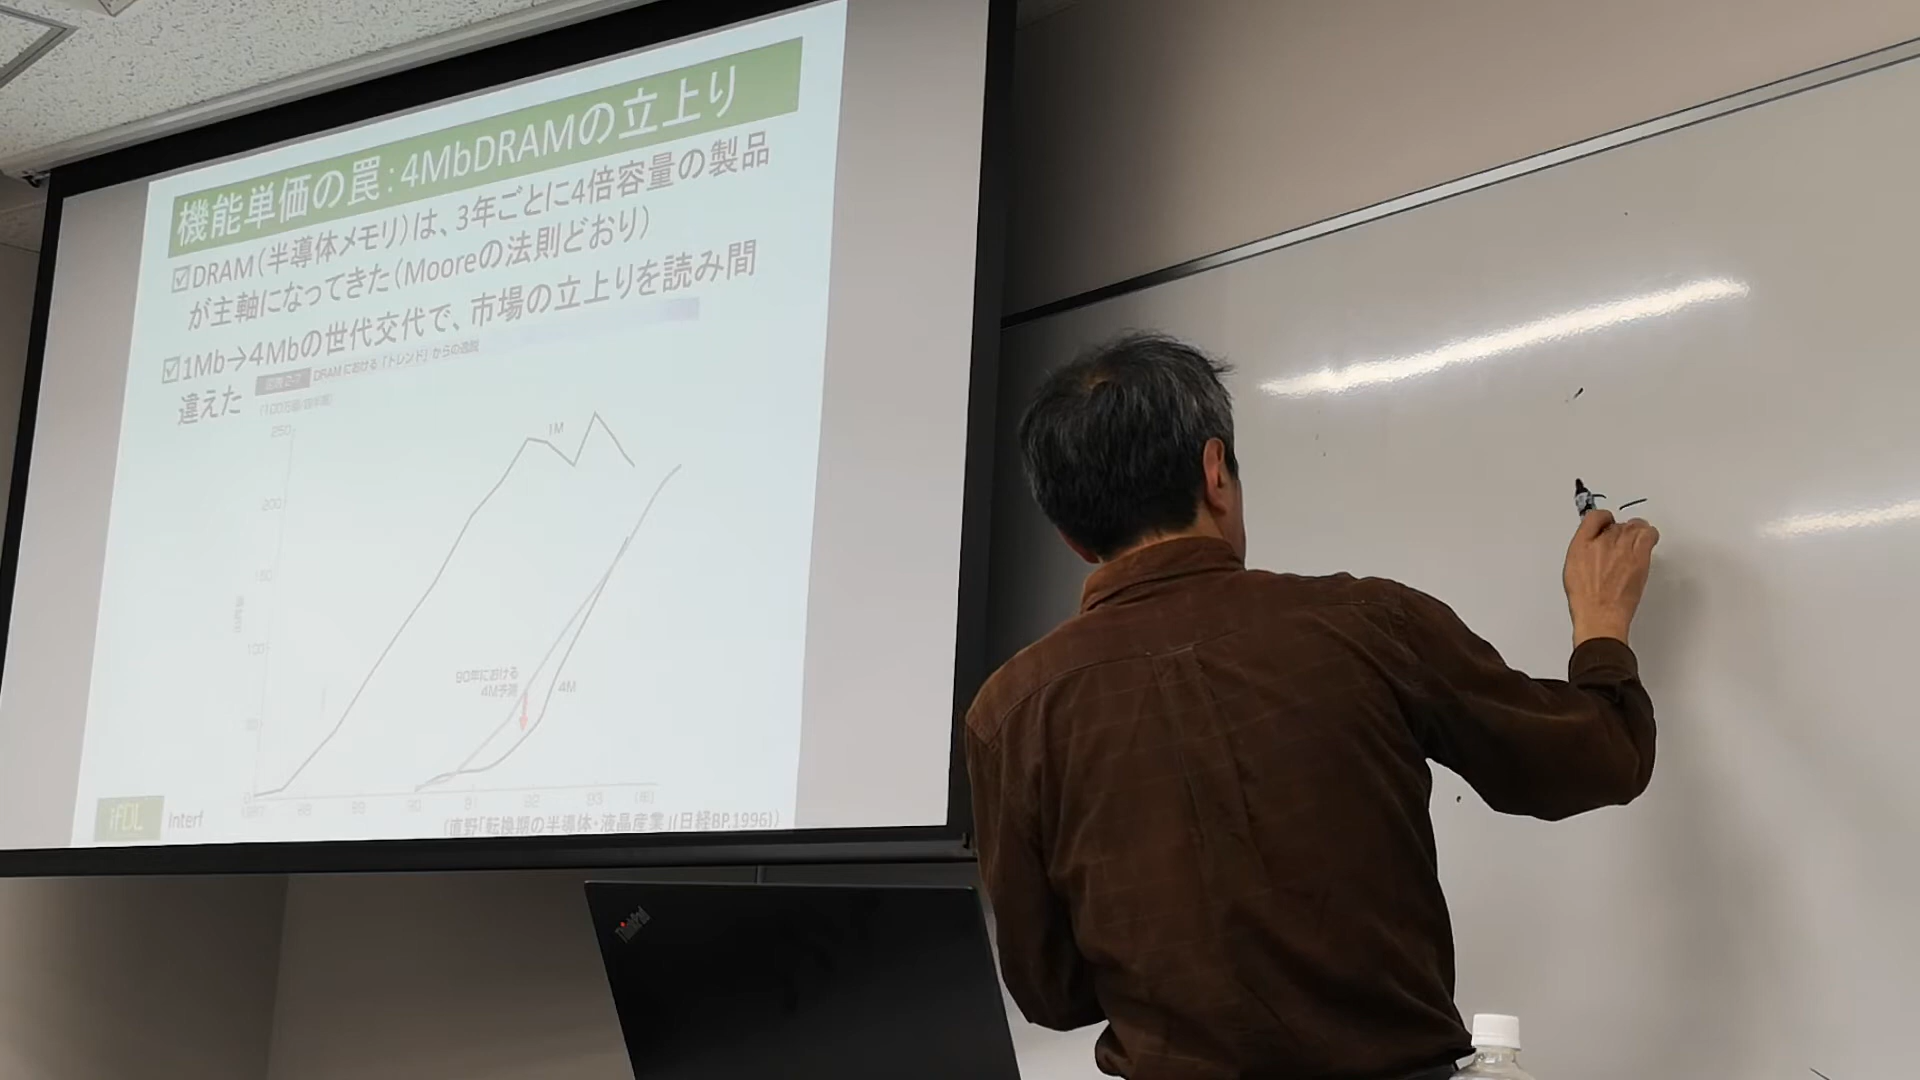 機能単価の罠：4MbDRAMの立上り
☑DRAM（半導体メモリ）は、3年ごとに4倍容量の製品
が主軸になってきた（Mooreの法則どおり）
☑1Mb→4Mbの世代交代で、市場の立上りを読み間
違えた
DRAMにおける「トレンド」からの
250
1M
200
100
90年における
4M予測
4M
90
91
92
93
(年)
Interf
（直野「転換期の半導体・液晶産業」（日経BP,1996））
ThinkPad